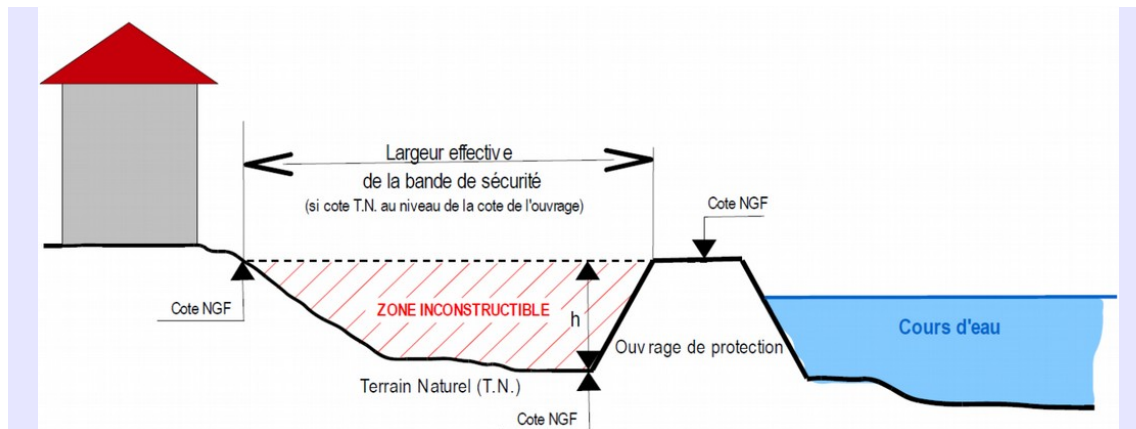 Largeur effective
de la bande de sécurité
(si cote T.N. au niveau de la cote de l'ouvrage)
Cote NGF
Cote NGF
ZONE INCONSTRUCTIBLE
h
Cours d'eau
Ouvrage de protection
Terrain Naturel (T.N.)
Cote NGF